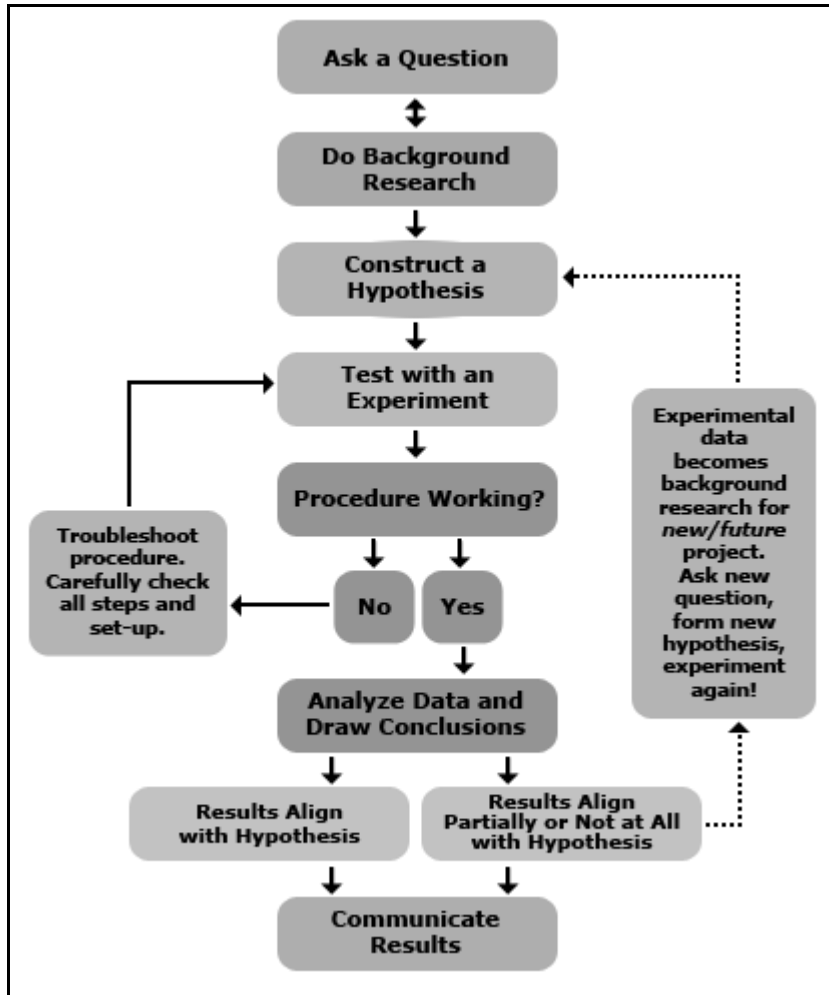 Ask a Question
Do Background
Research
Construct a
Hypothesis
Test with an
Experiment
Procedure Working?
No
Yes
Troubleshoot
procedure.
Carefully check
all steps and
set-up.
Experimental
data
becomes
background
research for
new/future
project.
Ask new
question,
form new
hypothesis,
experiment
again!
Analyze Data and
Draw Conclusions
Results Align
with Hypothesis
Results Align
Partially or Not at All
with Hypothesis
Communicate
Results